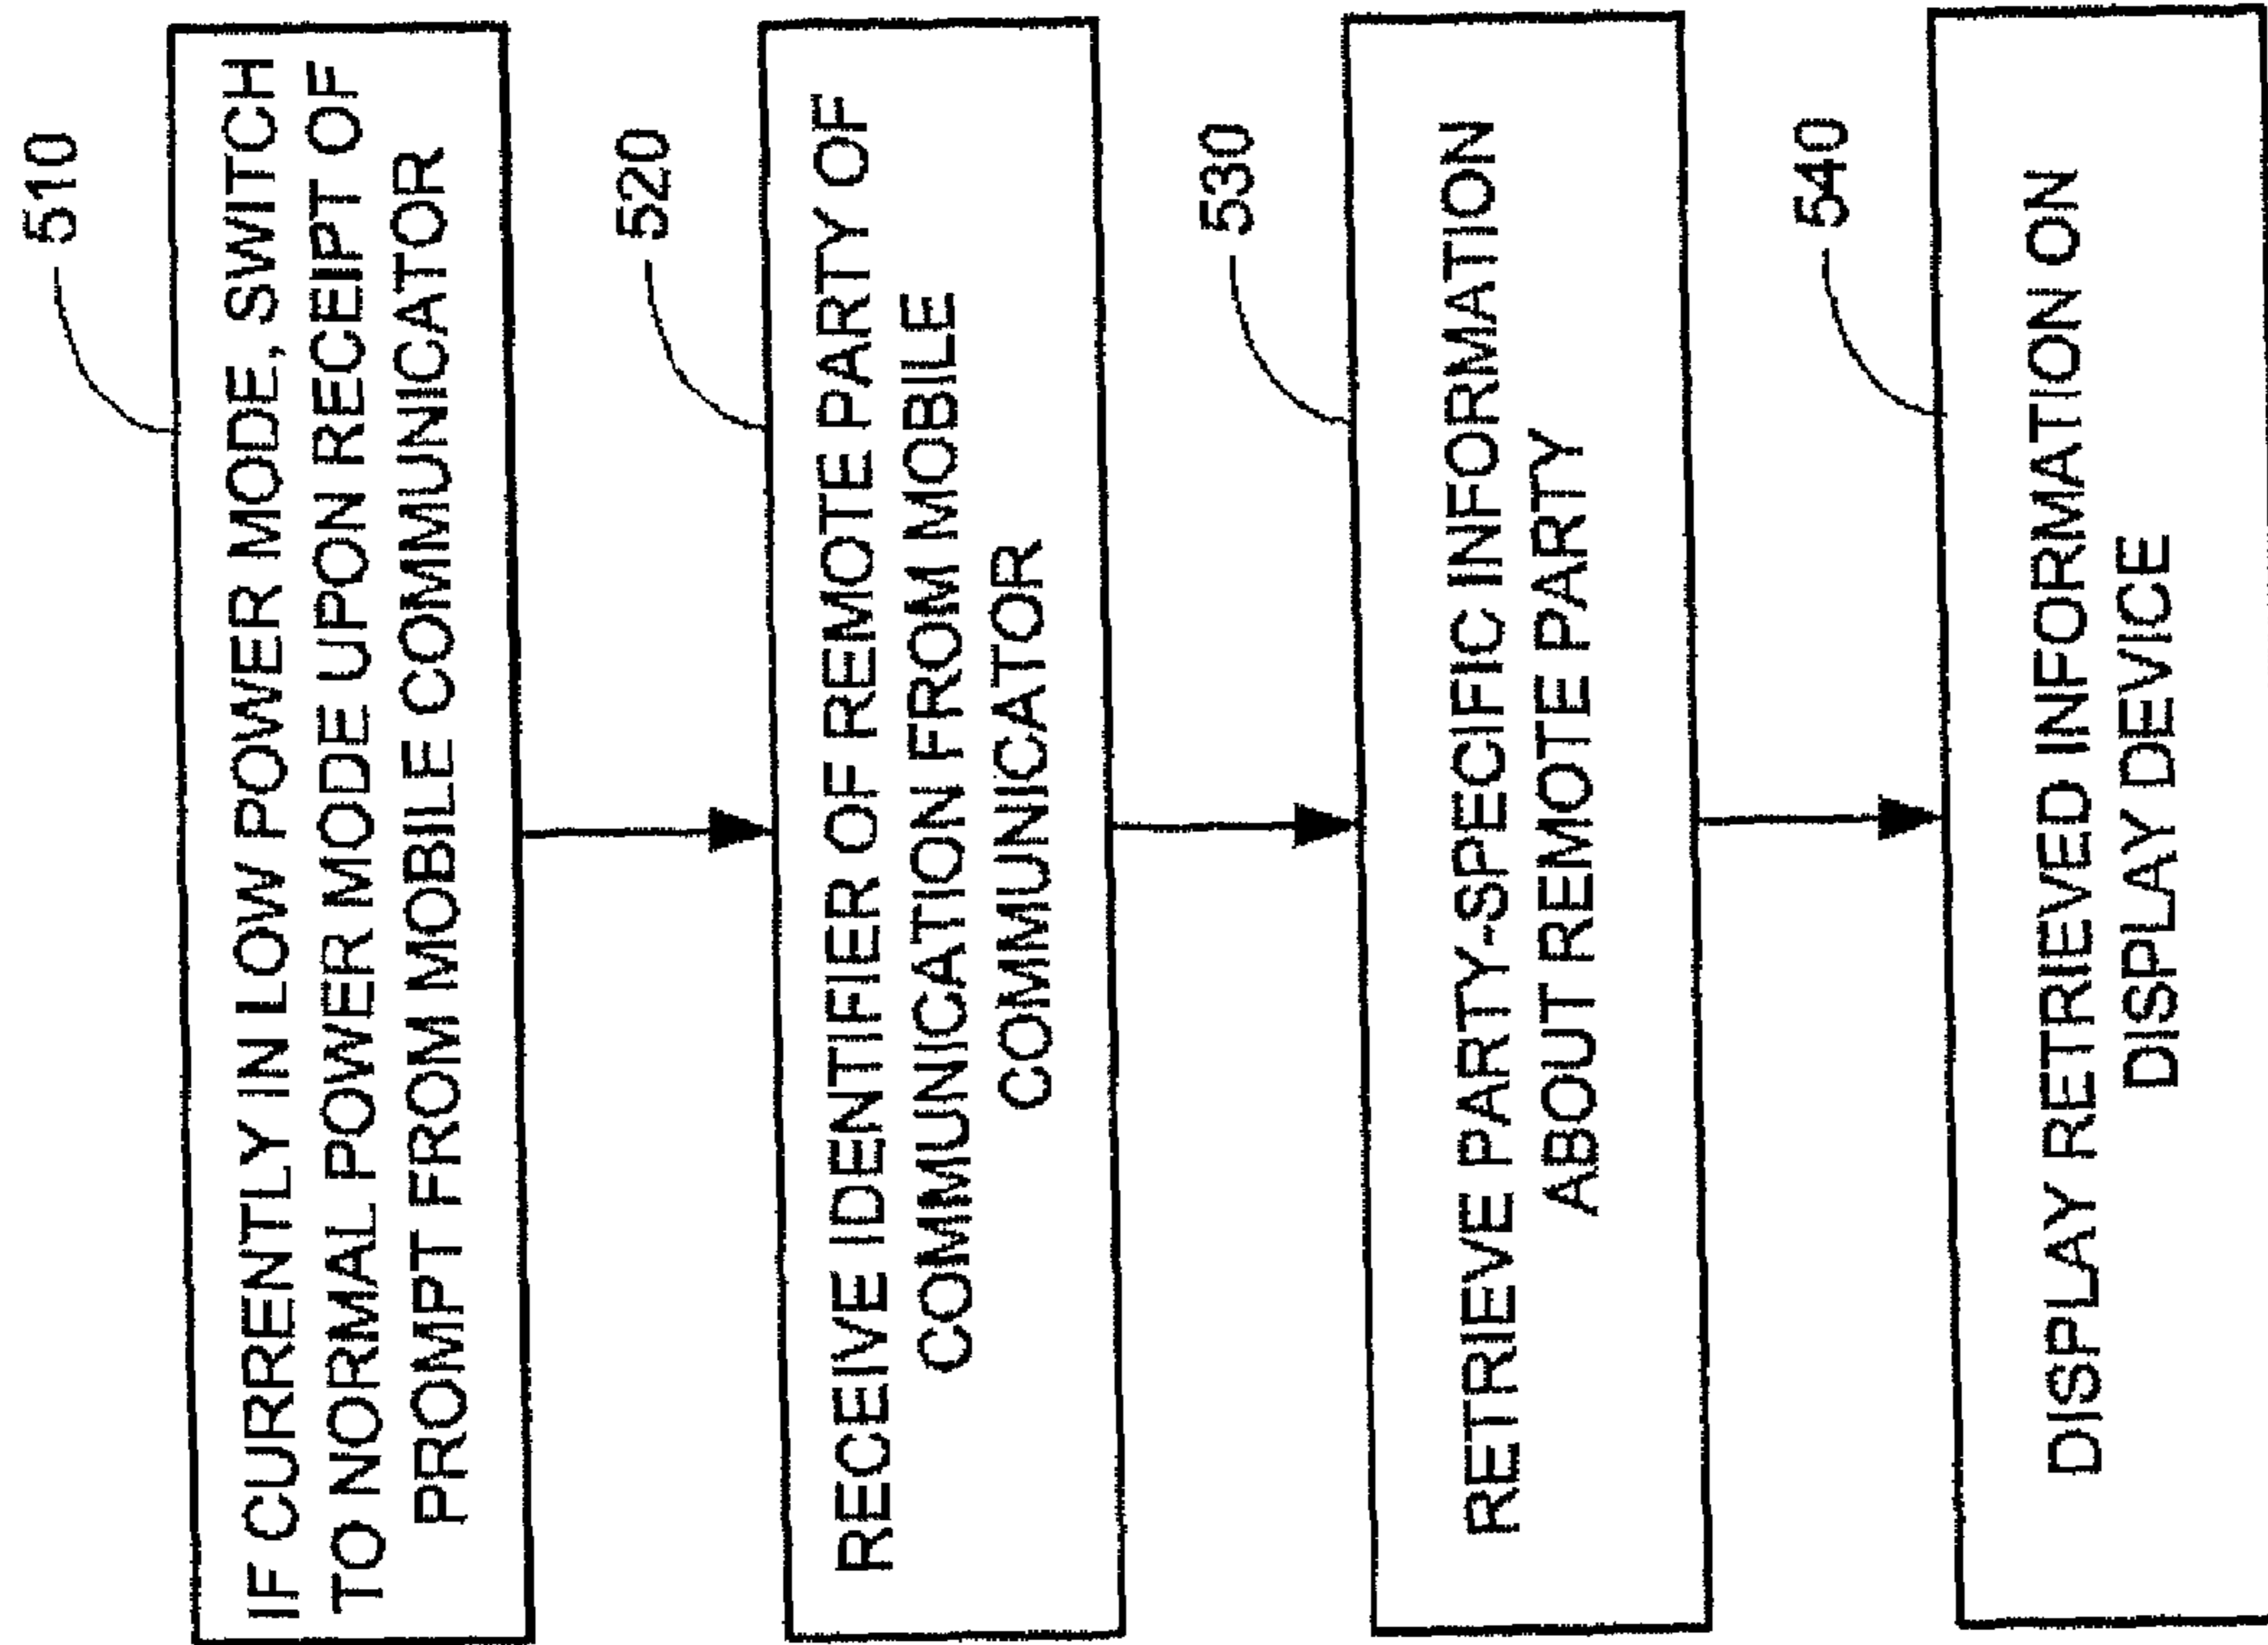 510
IF CURRENTLY IN LOW POWER MODE, SWITCH
TO NORMAL POWER MODE UPON RECEIPT OF
PROMPT FROM MOBILE COMMUNICATOR
520
RECEIVE IDENTIFIER OF REMOTE PARTY OF
COMMUNICATION FROM MOBILE
COMMUNICATOR
530
RETRIEVE PARTY-SPECIFIC INFORMATION
ABOUT REMOTE PARTY
540
DISPLAY RETRIEVED INFORMATION ON
DISPLAY DEVICE